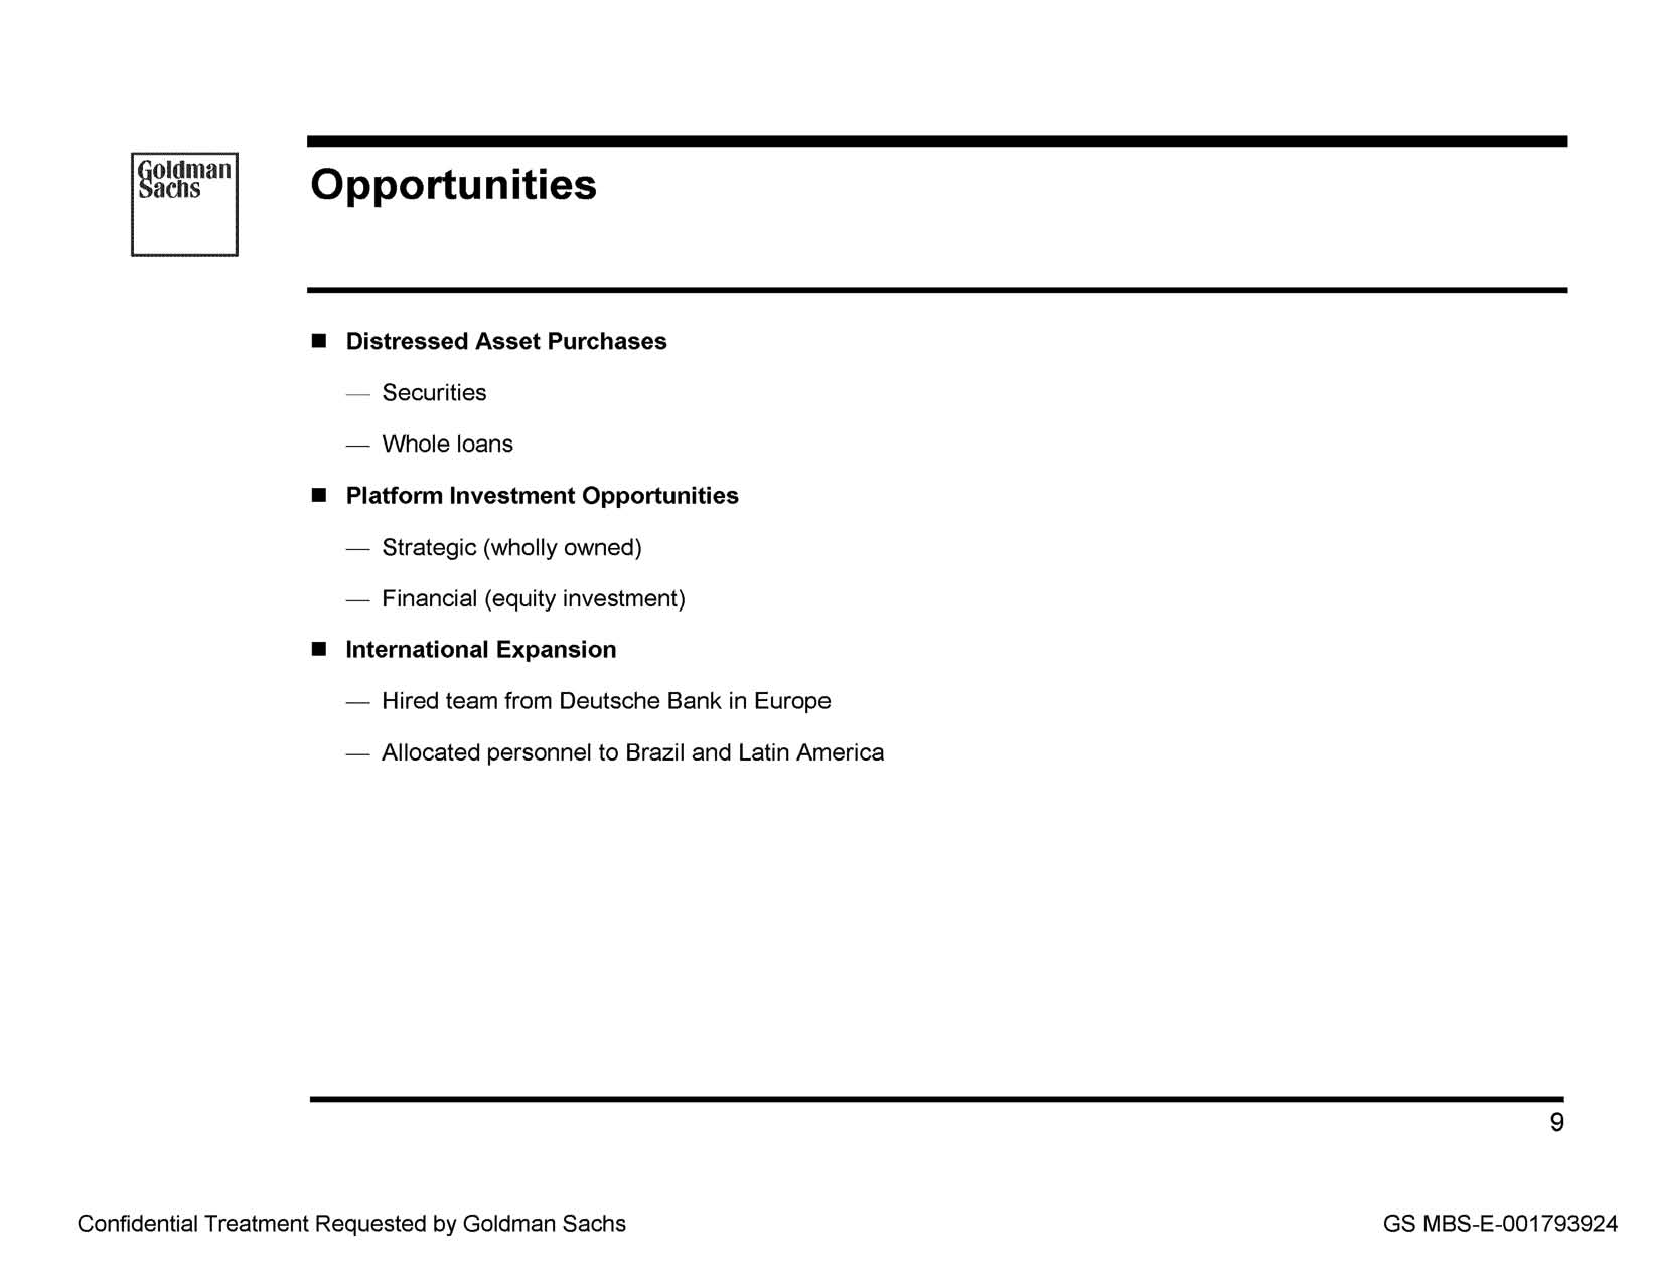 Goldman
Sachs
Opportunities
■ Distressed Asset Purchases
— Securities
— Whole loans
■ Platform Investment Opportunities
— Strategic (wholly owned)
— Financial (equity investment)
■ International Expansion
— Hired team from Deutsche Bank in Europe
— Allocated personnel to Brazil and Latin America
9
Confidential Treatment Requested by Goldman Sachs
GS MBS-E-001793924